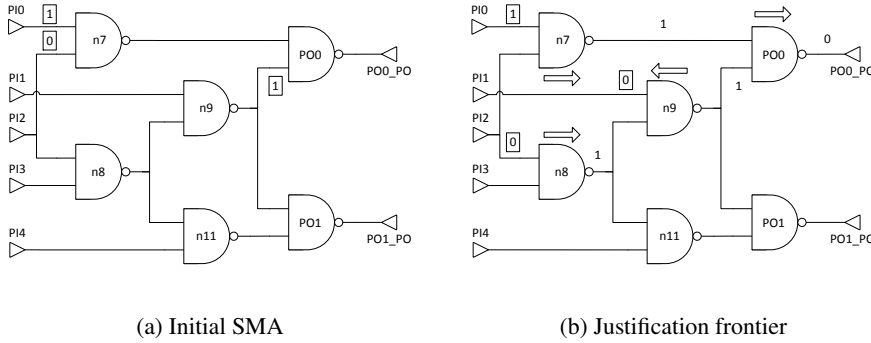 PI0
1
0
n7
PO0
PO0_PO
PI1
1
n9
PI2
n8
PI3
PI4
n11
PO1
PO1_PO
(a) Initial SMA
PI0
1
1
0
n7
PO0
PO0_PO
PI1
0
1
n9
PI2
0
1
n8
PI3
PI4
n11
PO1
PO1_PO
(b) Justification frontier